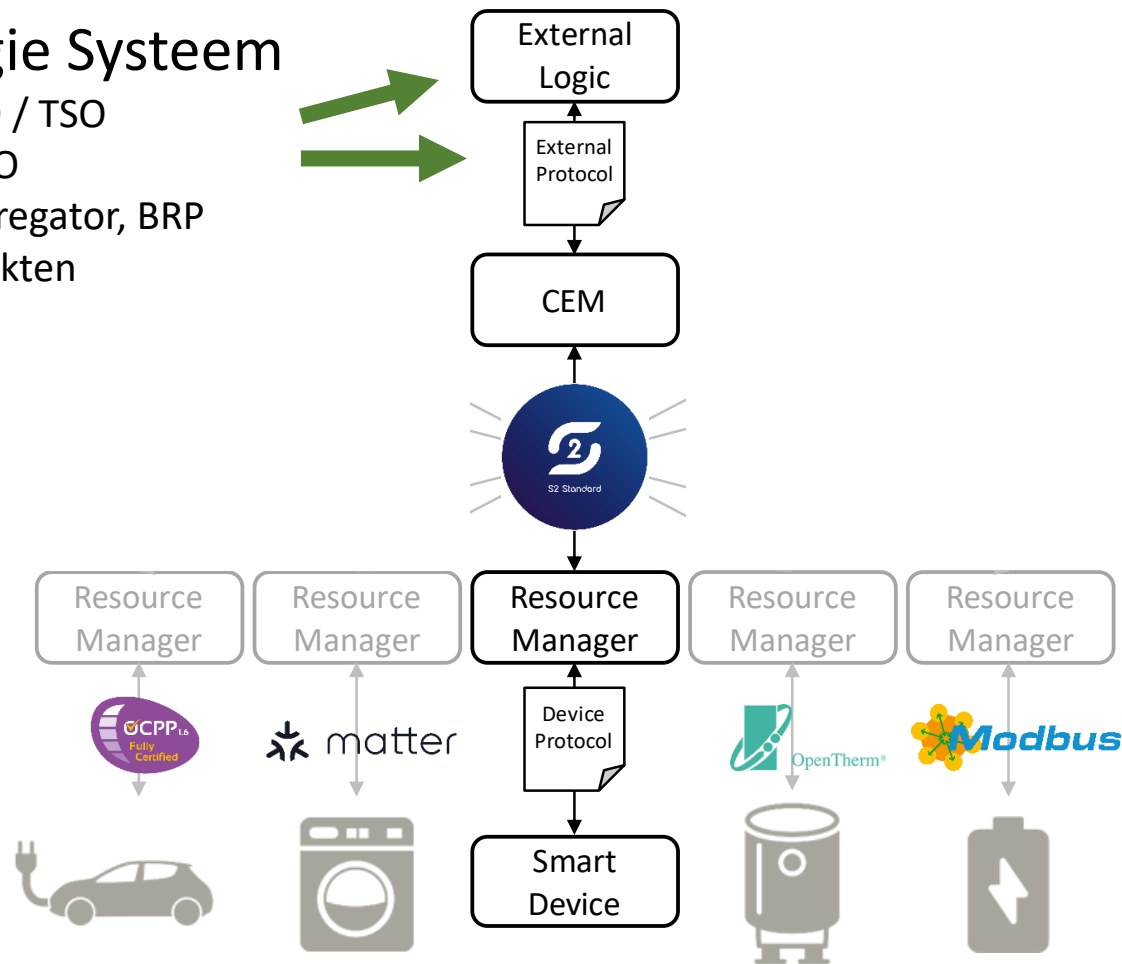 gie Systeem
/ TSO
O
regator, BRP
kten
External
Logic
External
Protocol
CEM
2
S2 Standard
Resource
Manager
Resource
Manager
Resource
Manager
Resource
Manager
Resource
Manager
OCPP 1.6
Fully
Certified
matter
Device
Protocol
OpenTherm®
Modbus
Smart
Device